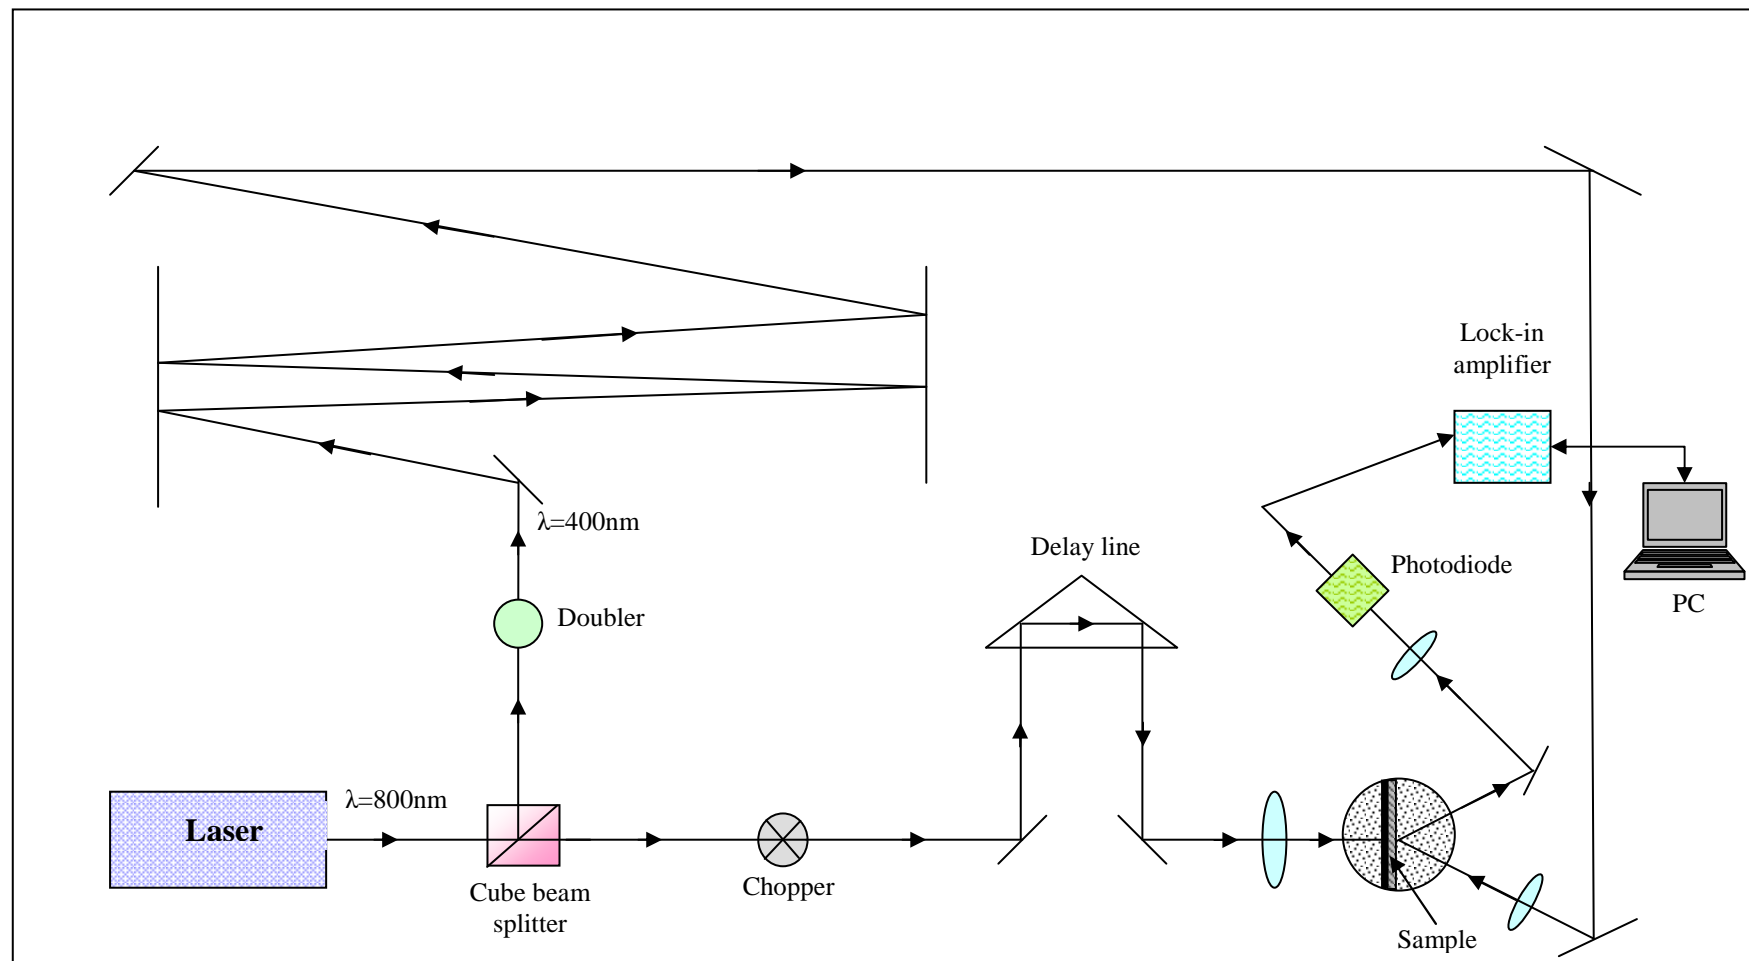 Lock-in
amplifier
λ=400nm
Delay line
Photodiode
PC
Doubler
λ=800nm
Laser
Chopper
Cube beam
splitter
Sample